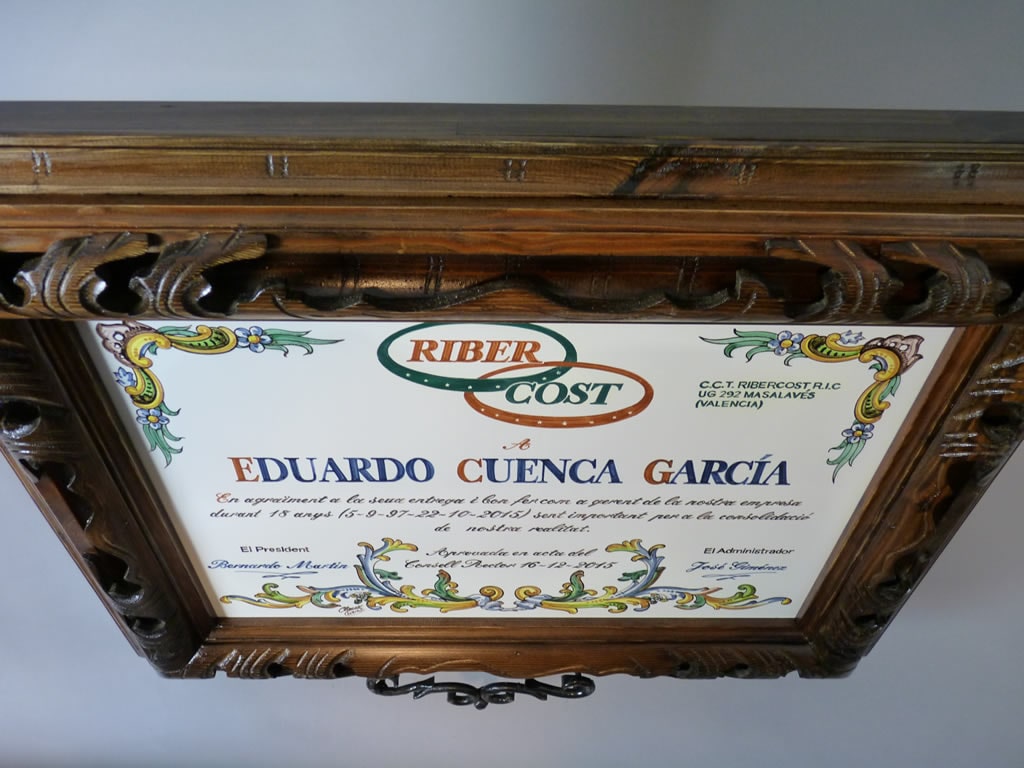 RIBER
COST
C.C.T. RIBERCOST, R.I.C
UG 292 MASALAVÉS
(VALENCIA)
A
EDUARDO CUENCA GARCÍA
En agraïment a la seua entrega i bon fer com a gerent de la nostra empresa
durant 18 anys (5-9-97-22-10-2015) sent important per a la consolidació
de nostra realitat.
El President
Bernardo Martin
Aprovada en acta del
Consell Rector 16-12-2015
El Administrador
José Giménez